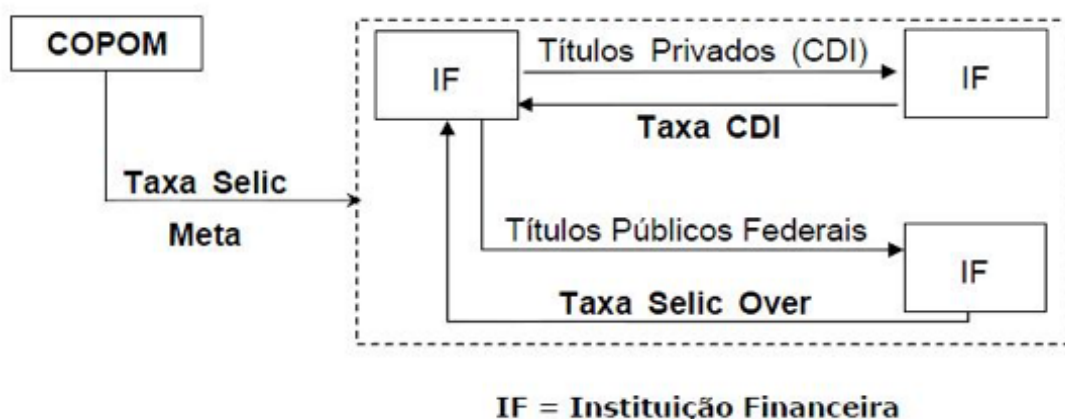 COPOM
IF
Títulos Privados (CDI)
IF
Taxa CDI
Taxa Selic
Meta
Títulos Públicos Federais
IF
Taxa Selic Over
IF = Instituição Financeira